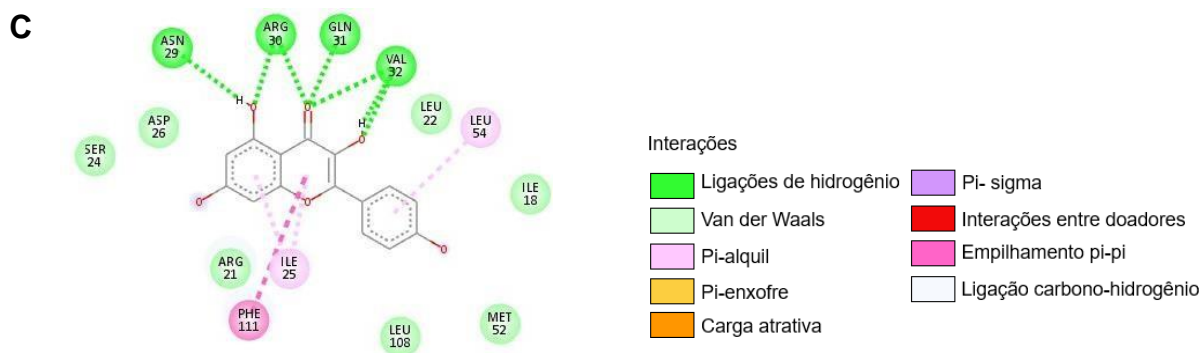 C
ASN
29
ARG
30
GLN
31
VAL
32
H
O
O
H
O
ASP
26
LEU
22
LEU
54
SER
24
ILE
18
O
O
O
ARG
21
ILE
25
PHE
111
LEU
108
MET
52
Interações
Ligações de hidrogênio
Van der Waals
Pi-alquil
Pi-enxofre
Carga atrativa
Pi- sigma
Interações entre doadores
Empilhamento pi-pi
Ligação carbono-hidrogênio